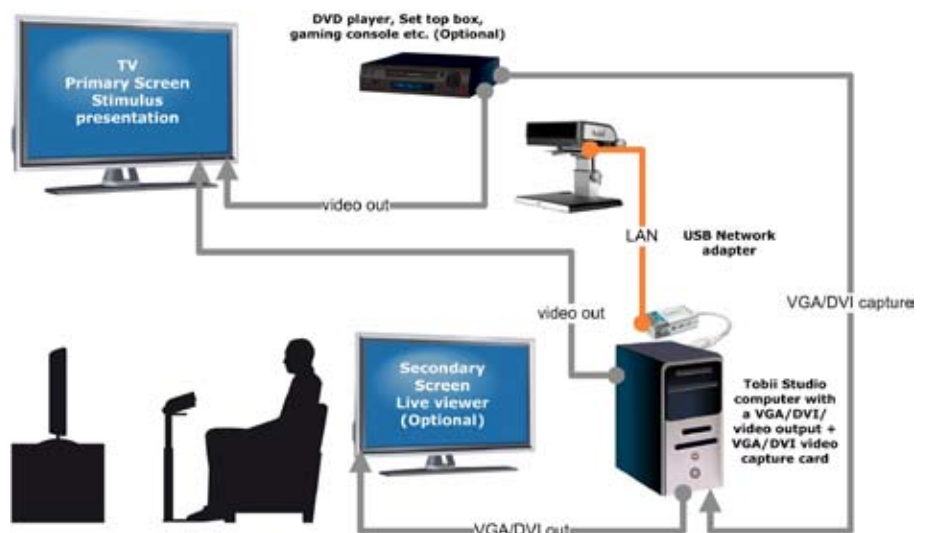 DVD player, Set top box,
gaming console etc. (Optional)
TV
Primary Screen
Stimulus
presentation
video out
LAN
USB Network
adapter
video out
VGA/DVI capture
Secondary
Screen
Live viewer
(Optional)
Tobii Studio
computer with
a VGA/DVI/
video output +
VGA/DVI video
capture card
VGA/DVI out